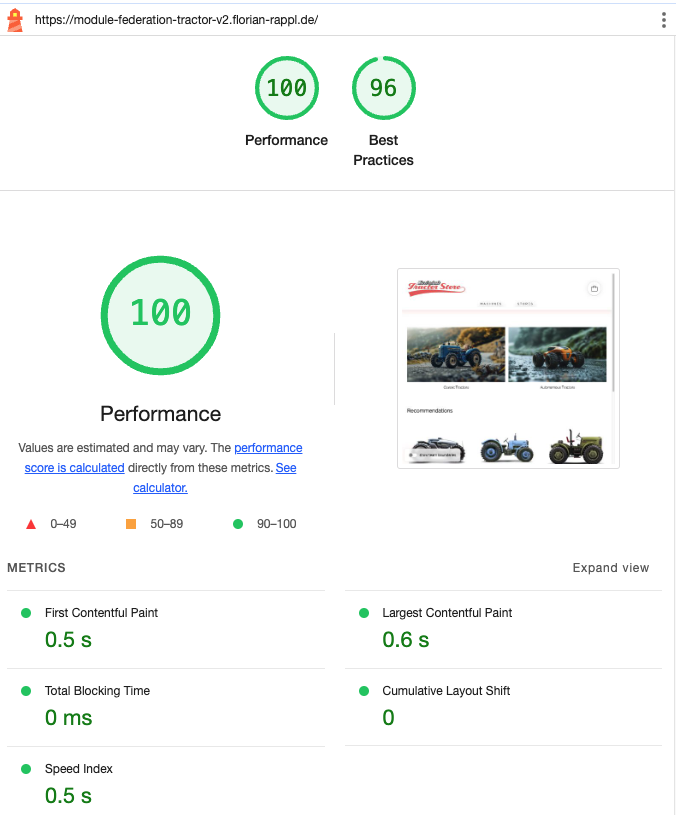 https://module-federation-tractor-v2.florian-rappl.de/
100
96
Performance
Best
Practices
100
Tractor Store
MACHINES STORES
Classic Tractors
Autonomous Tractors
Recommendations
Performance
Values are estimated and may vary. The performance
score is calculated directly from these metrics. See
calculator.
0–49
50–89
90–100
METRICS
Expand view
First Contentful Paint
0.5 s
Largest Contentful Paint
0.6 s
Total Blocking Time
0 ms
Cumulative Layout Shift
0
Speed Index
0.5 s